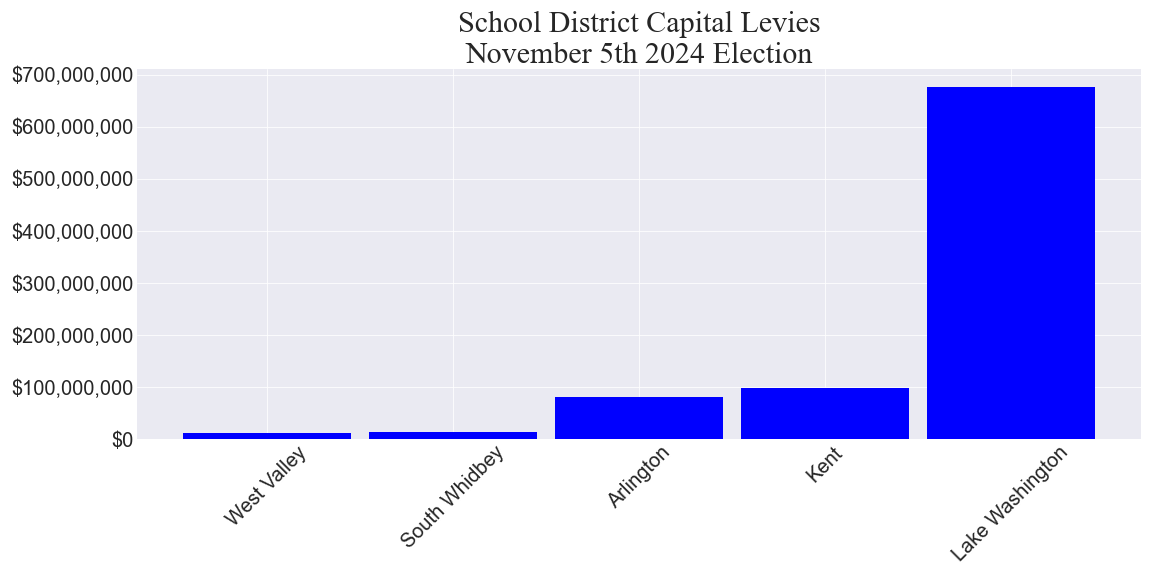 School District Capital Levies
November 5th 2024 Election
$700,000,000
$600,000,000
$500,000,000
$400,000,000
$300,000,000
$200,000,000
$100,000,000
$0
West Valley
South Whidbey
Arlington
Kent
Lake Washington